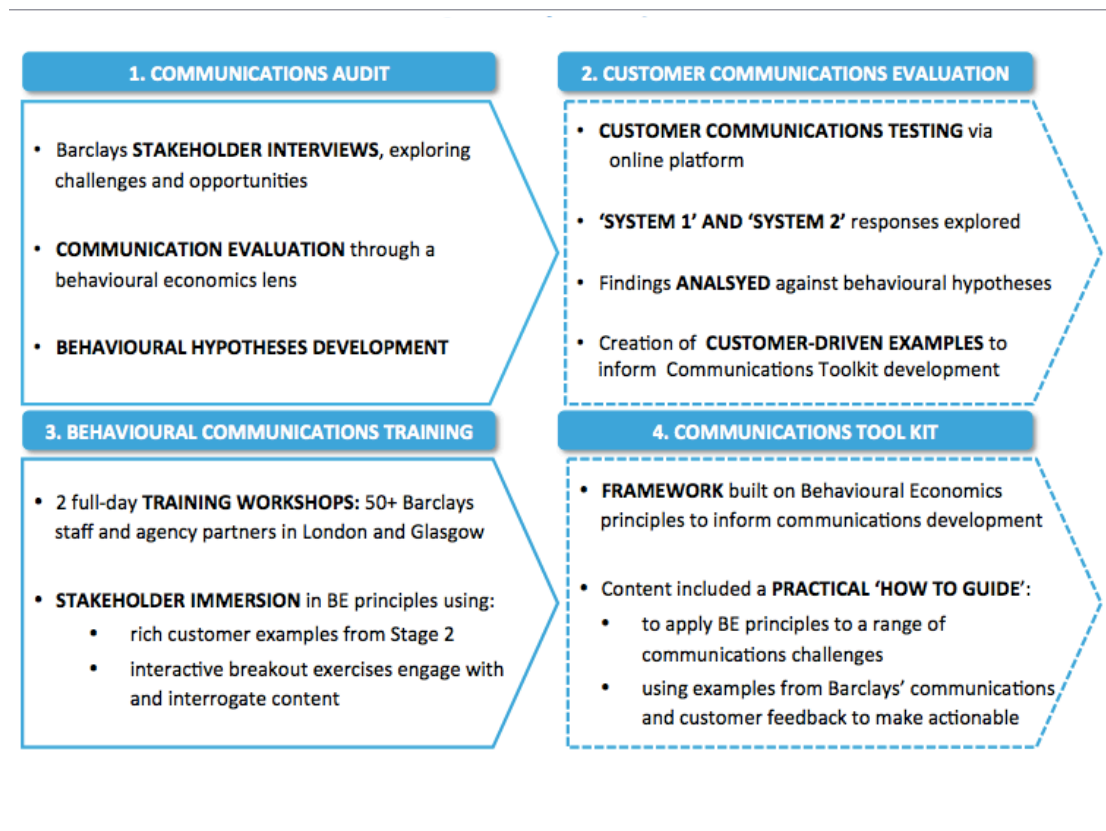 1. COMMUNICATIONS AUDIT
• Barclays STAKEHOLDER INTERVIEWS, exploring
challenges and opportunities
• COMMUNICATION EVALUATION through a
behavioural economics lens
• BEHAVIOURAL HYPOTHESES DEVELOPMENT
2. CUSTOMER COMMUNICATIONS EVALUATION
• CUSTOMER COMMUNICATIONS TESTING via
online platform
• ‘SYSTEM 1’ AND ‘SYSTEM 2’ responses explored
• Findings ANALSYED against behavioural hypotheses
• Creation of CUSTOMER-DRIVEN EXAMPLES to
inform Communications Toolkit development
3. BEHAVIOURAL COMMUNICATIONS TRAINING
• 2 full-day TRAINING WORKSHOPS: 50+ Barclays
staff and agency partners in London and Glasgow
• STAKEHOLDER IMMERSION in BE principles using:
• rich customer examples from Stage 2
• interactive breakout exercises engage with
and interrogate content
4. COMMUNICATIONS TOOL KIT
• FRAMEWORK built on Behavioural Economics
principles to inform communications development
• Content included a PRACTICAL ‘HOW TO GUIDE’:
• to apply BE principles to a range of
communications challenges
• using examples from Barclays’ communications
and customer feedback to make actionable